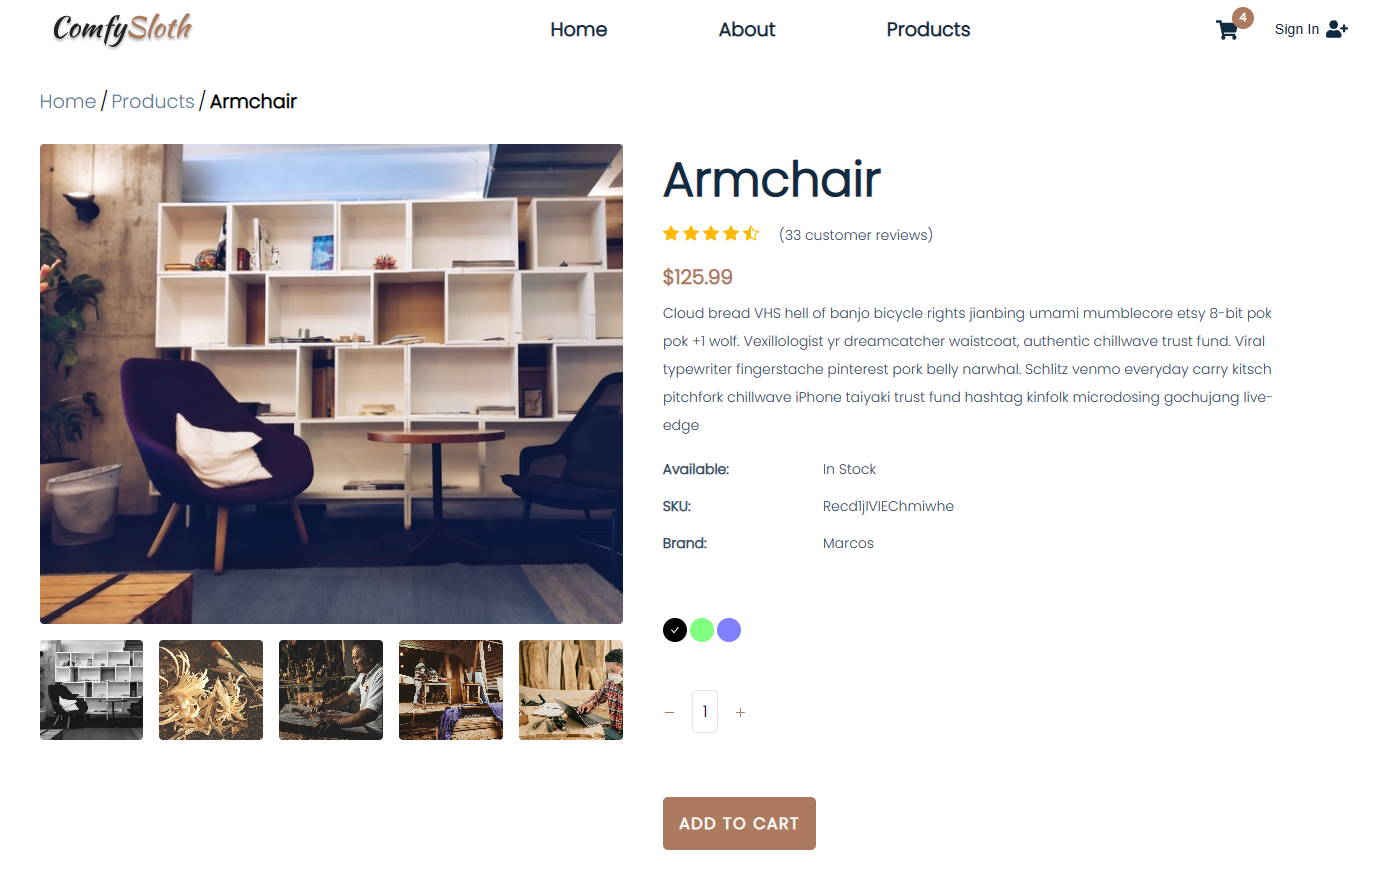 ComfySloth
Home
About
Products
4
Sign In
Home / Products / Armchair
Armchair
(33 customer reviews)
$125.99
Cloud bread VHS hell of banjo bicycle rights jianbing umami mumblecore etsy 8-bit pok
pok +1 wolf. Vexillologist yr dreamcatcher waistcoat, authentic chillwave trust fund. Viral
typewriter fingerstache pinterest pork belly narwhal. Schlitz venmo everyday carry kitsch
pitchfork chillwave iPhone taiyaki trust fund hashtag kinfolk microdosing gochujang live-
edge
Available: In Stock
SKU: Recd1jIVIEChmiwhe
Brand: Marcos
− 1 +
ADD TO CART